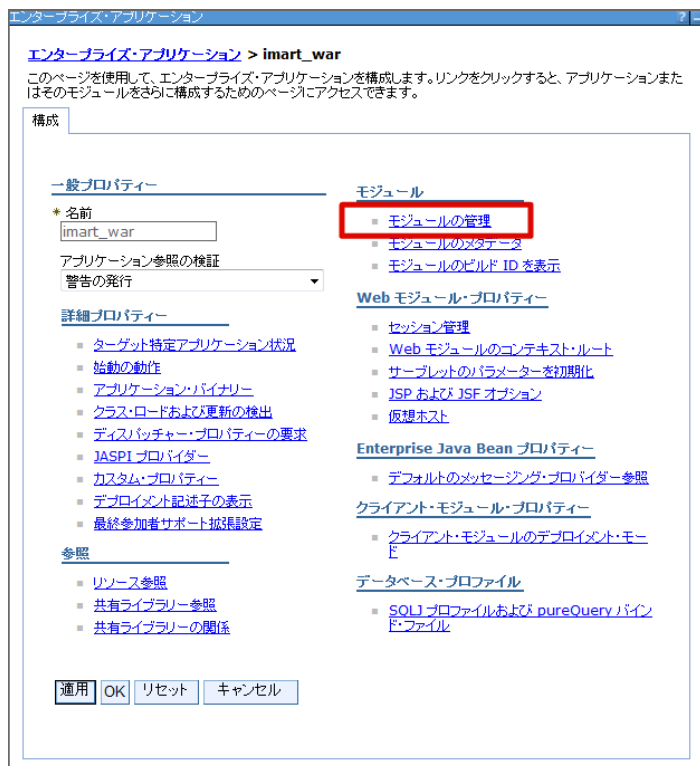 エンタープライズ・アプリケーション ? –
エンタープライズ・アプリケーション > imart_war
このページを使用して、エンタープライズ・アプリケーションを構成します。リンクをクリックすると、アプリケーションまた
はそのモジュールをさらに構成するためのページにアクセスできます。
構成
一般プロパティー
* 名前
imart_war
アプリケーション参照の検証
警告の発行
詳細プロパティー
ターゲット特定アプリケーション状況
始動の動作
アプリケーション・バイナリー
クラス・ロードおよび更新の検出
ディスパッチャー・プロパティーの要求
JASPI プロバイダー
カスタム・プロパティー
デプロイメント記述子の表示
最終参加者サポート拡張設定
参照
リソース参照
共有ライブラリー参照
共有ライブラリーの関係
モジュール
モジュールの管理
モジュールのメタデータ
モジュールのビルド ID を表示
Web モジュール・プロパティー
セッション管理
Web モジュールのコンテキスト・ルート
サーブレットのパラメーターを初期化
JSP および JSF オプション
仮想ホスト
Enterprise Java Bean プロパティー
デフォルトのメッセージング・プロバイダー参照
クライアント・モジュール・プロパティー
クライアント・モジュールのデプロイメント・モー
ド
データベース・プロファイル
SQLJ プロファイルおよび pureQuery バイン
ド・ファイル
適用 OK リセット キャンセル